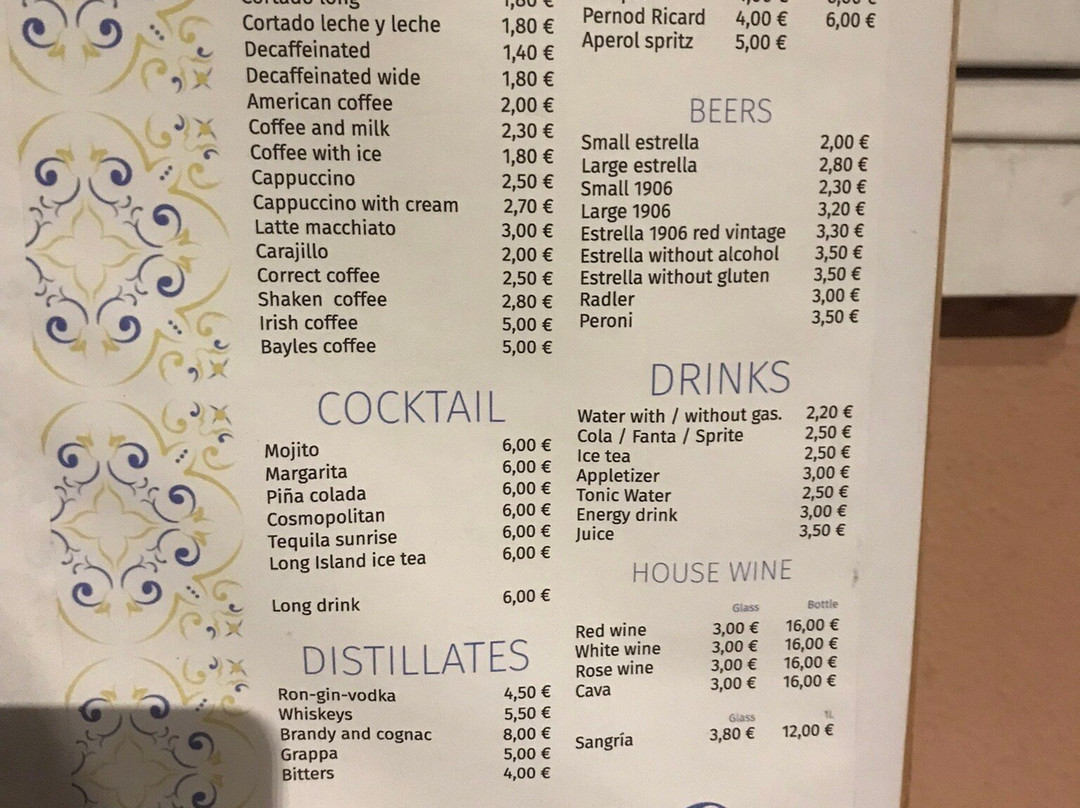 Cortado long 1,80 €
Cortado leche y leche 1,80 €
Decaffeinated 1,40 €
Decaffeinated wide 1,80 €
American coffee 2,00 €
Coffee and milk 2,30 €
Coffee with ice 1,80 €
Cappuccino 2,50 €
Cappuccino with cream 2,70 €
Latte macchiato 3,00 €
Carajillo 2,00 €
Correct coffee 2,50 €
Shaken coffee 2,80 €
Irish coffee 5,00 €
Bayles coffee 5,00 €
COCKTAIL
Mojito 6,00 €
Margarita 6,00 €
Piña colada 6,00 €
Cosmopolitan 6,00 €
Tequila sunrise 6,00 €
Long Island ice tea 6,00 €
Long drink 6,00 €
DISTILLATES
Ron-gin-vodka 4,50 €
Whiskeys 5,50 €
Brandy and cognac 8,00 €
Grappa 5,00 €
Bitters 4,00 €
Pernod Ricard 4,00 € 6,00 €
Aperol spritz 5,00 €
BEERS
Small estrella 2,00 €
Large estrella 2,80 €
Small 1906 2,30 €
Large 1906 3,20 €
Estrella 1906 red vintage 3,30 €
Estrella without alcohol 3,50 €
Estrella without gluten 3,50 €
Radler 3,00 €
Peroni 3,50 €
DRINKS
Water with / without gas. 2,20 €
Cola / Fanta / Sprite 2,50 €
Ice tea 2,50 €
Appletizer 3,00 €
Tonic Water 2,50 €
Energy drink 3,00 €
Juice 3,50 €
HOUSE WINE
Glass Bottle
Red wine 3,00 € 16,00 €
White wine 3,00 € 16,00 €
Rose wine 3,00 € 16,00 €
Cava 3,00 € 16,00 €
Glass 1L
Sangría 3,80 € 12,00 €